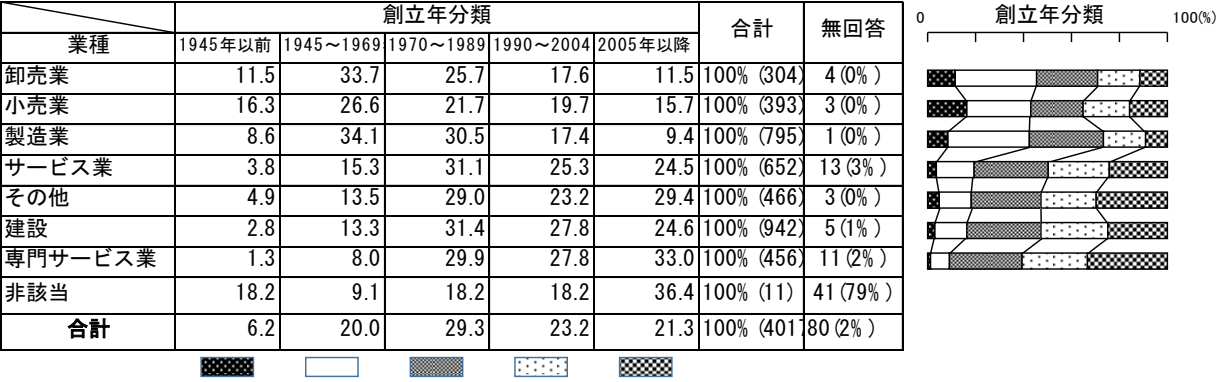 創立年分類 合計 無回答 0 創立年分類 100(%)
業種 1945年以前 1945～1969 1970～1989 1990～2004 2005年以降
卸売業 11.5 33.7 25.7 17.6 11.5 100% (304) 4(0%)
小売業 16.3 26.6 21.7 19.7 15.7 100% (393) 3(0%)
製造業 8.6 34.1 30.5 17.4 9.4 100% (795) 1(0%)
サービス業 3.8 15.3 31.1 25.3 24.5 100% (652) 13(3%)
その他 4.9 13.5 29.0 23.2 29.4 100% (466) 3(0%)
建設 2.8 13.3 31.4 27.8 24.6 100% (942) 5(1%)
専門サービス業 1.3 8.0 29.9 27.8 33.0 100% (456) 11(2%)
非該当 18.2 9.1 18.2 18.2 36.4 100% (11) 41(79%)
合計 6.2 20.0 29.3 23.2 21.3 100% (401 80(2%)